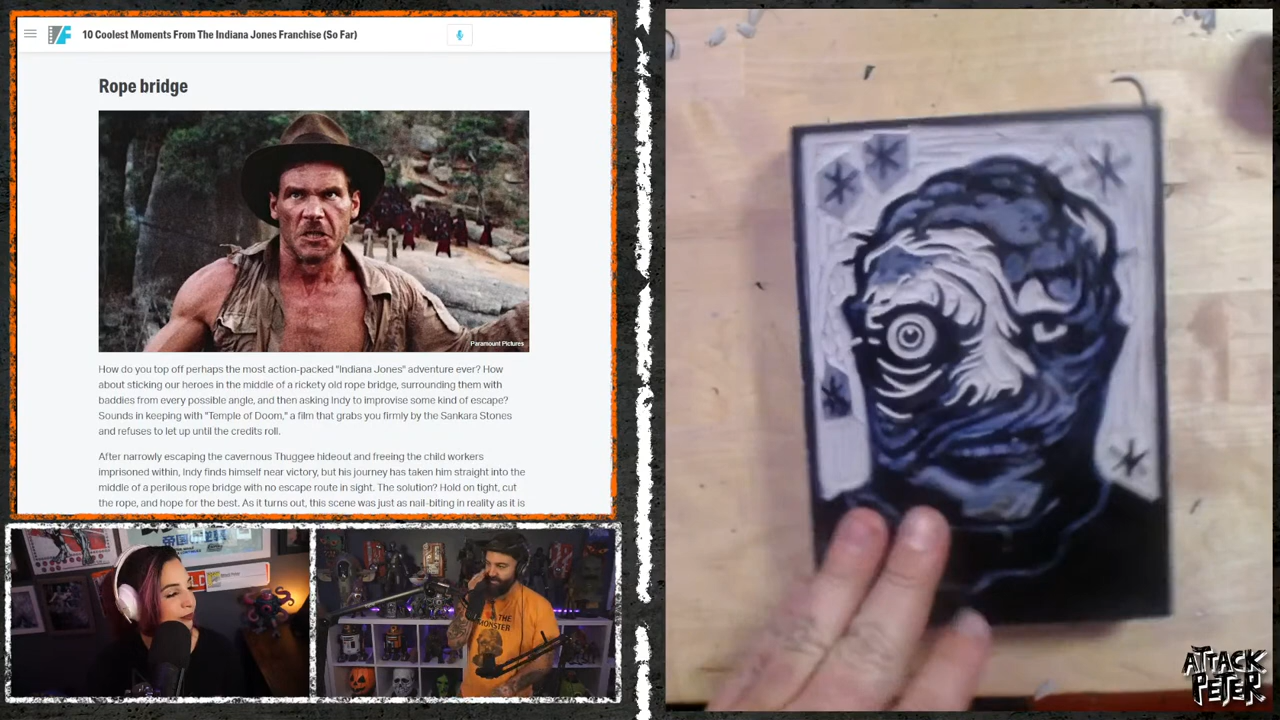 10 Coolest Moments From The Indiana Jones Franchise (So Far)
Rope bridge
Paramount Pictures
How do you top off perhaps the most action-packed "Indiana Jones" adventure ever? How
about sticking our heroes in the middle of a rickety old rope bridge, surrounding them with
baddies from every possible angle, and then asking Indy to improvise some kind of escape?
Sounds in keeping with "Temple of Doom," a film that grabs you firmly by the Sankara Stones
and refuses to let up until the credits roll.
After narrowly escaping the cavernous Thuggee hideout and freeing the child workers
imprisoned within, Indy finds himself near victory, but his journey has taken him straight into the
middle of a perilous rope bridge with no escape route in sight. The solution? Hold on tight, cut
the rope, and hope for the best. As it turns out, this scene was just as nail-biting in reality as it is
THE
MONSTER
ATTACK
PETER